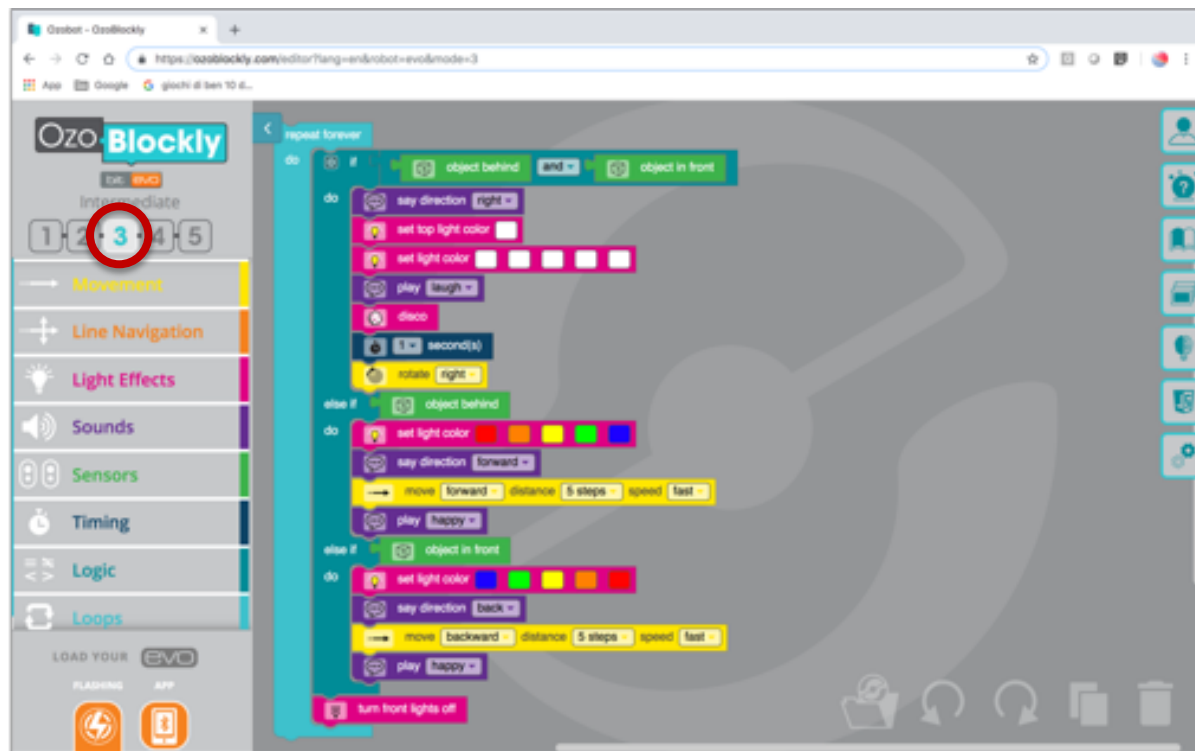 Ozobot - OzoBlockly × +
https://ozoblockly.com/editor?lang=en&robot=evo&mode=3
App Google giochi di ben 10 d...
Ozo Blockly
bit evo
Intermediate
1 2 3 4 5
Movement
Line Navigation
Light Effects
Sounds
Sensors
Timing
Logic
Loops
LOAD YOUR evo
FLASHING APP
repeat forever
do if object behind and object in front
do say direction right
set top light color
set light color
play laugh
disco
1 second(s)
rotate right
else if object behind
do set light color
say direction forward
move forward distance 5 steps speed fast
play happy
else if object in front
do set light color
say direction back
move backward distance 5 steps speed fast
play happy
turn front lights off